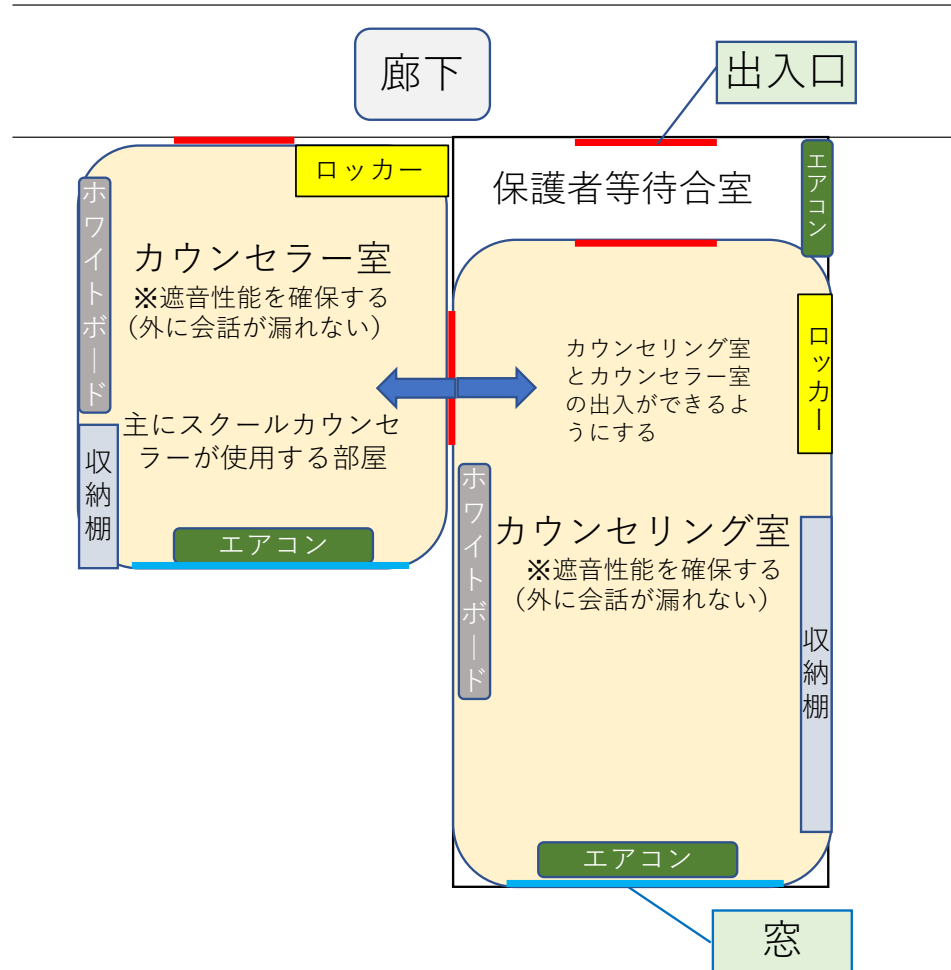 廊下
出入口
ロッカー
エアコン
保護者等待合室
ホワイトボード
カウンセラー室
※遮音性能を確保する
（外に会話が漏れない）
カウンセリング室
とカウンセラー室
の出入ができるよ
うにする
ロッカー
主にスクールカウンセ
ラーが使用する部屋
収納棚
エアコン
ホワイトボード
カウンセリング室
※遮音性能を確保する
（外に会話が漏れない）
収納棚
エアコン
窓